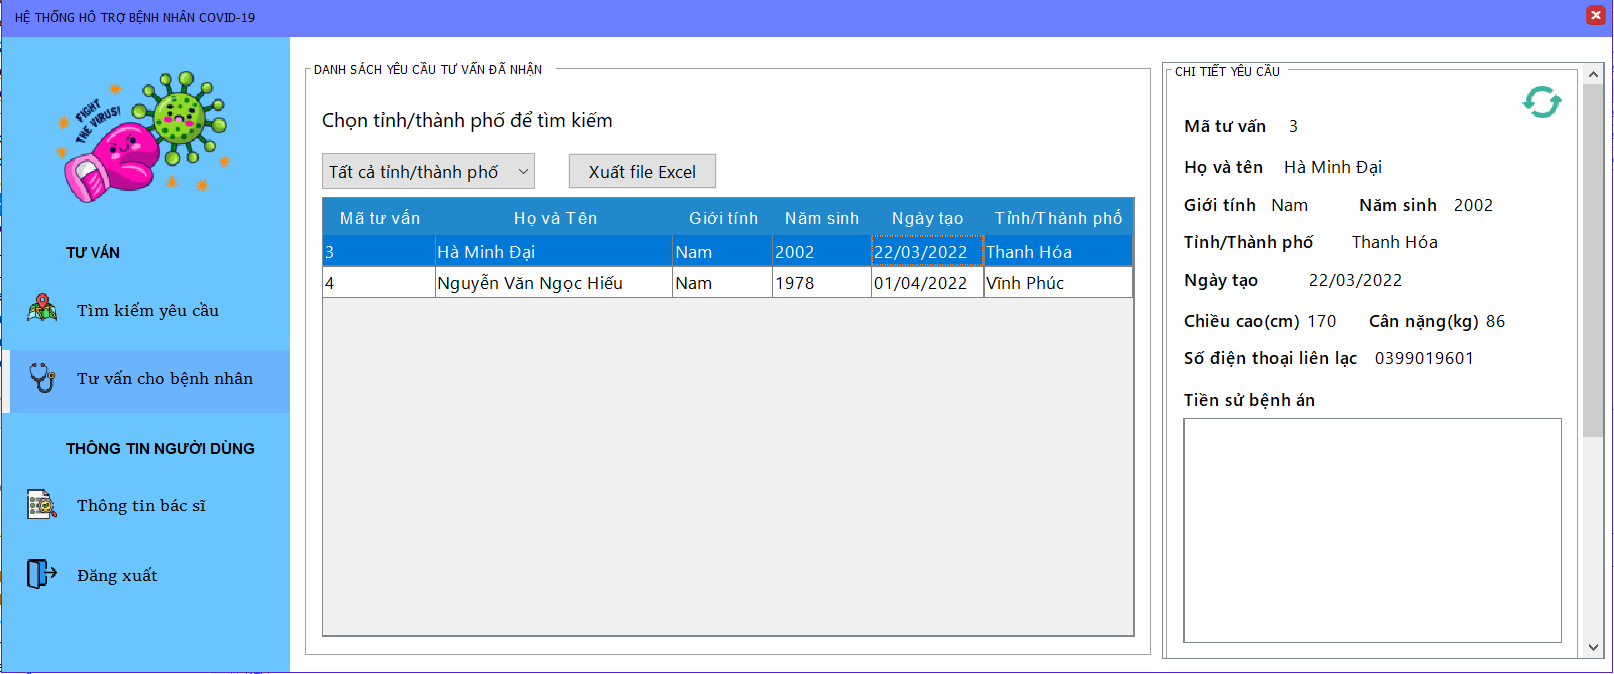 HỆ THỐNG HỖ TRỢ BỆNH NHÂN COVID-19
FIGHT
THE VIRUS!
TƯ VẤN
Tìm kiếm yêu cầu
Tư vấn cho bệnh nhân
THÔNG TIN NGƯỜI DÙNG
Thông tin bác sĩ
Đăng xuất
DANH SÁCH YÊU CẦU TƯ VẤN ĐÃ NHẬN
Chọn tỉnh/thành phố để tìm kiếm
Tất cả tỉnh/thành phố Xuất file Excel
Mã tư vấn Họ và Tên Giới tính Năm sinh Ngày tạo Tỉnh/Thành phố
3 Hà Minh Đại Nam 2002 22/03/2022 Thanh Hóa
4 Nguyễn Văn Ngọc Hiếu Nam 1978 01/04/2022 Vĩnh Phúc
CHI TIẾT YÊU CẦU
Mã tư vấn 3
Họ và tên Hà Minh Đại
Giới tính Nam Năm sinh 2002
Tỉnh/Thành phố Thanh Hóa
Ngày tạo 22/03/2022
Chiều cao(cm) 170 Cân nặng(kg) 86
Số điện thoại liên lạc 0399019601
Tiền sử bệnh án